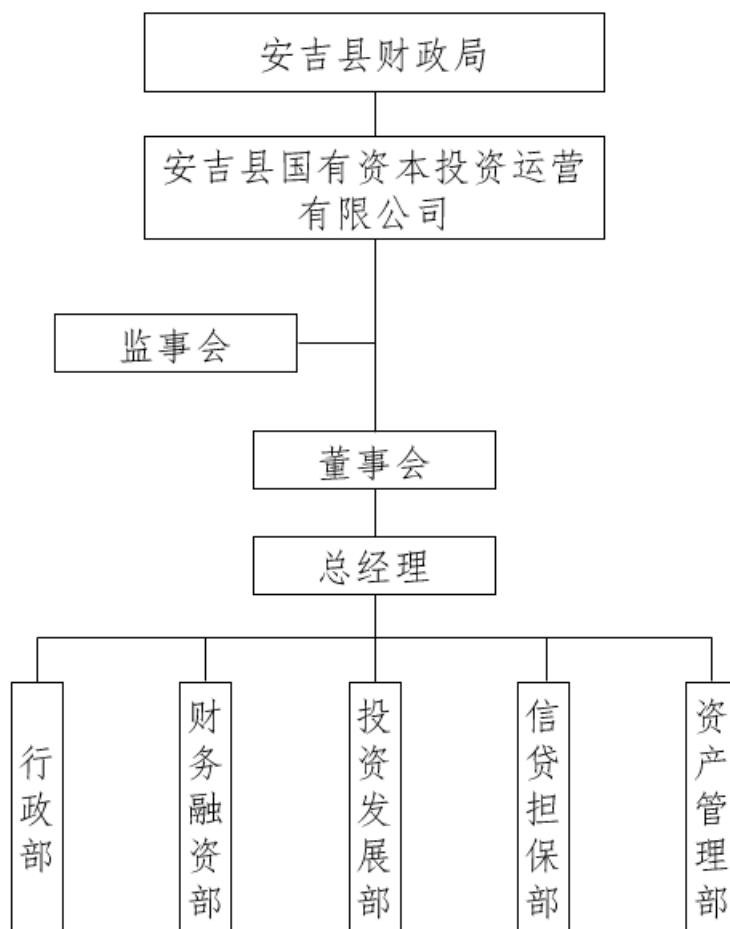 安吉县财政局
安吉县国有资本投资运营
有限公司
监事会
董事会
总经理
行政部
财务融资部
投资发展部
信贷担保部
资产管理部